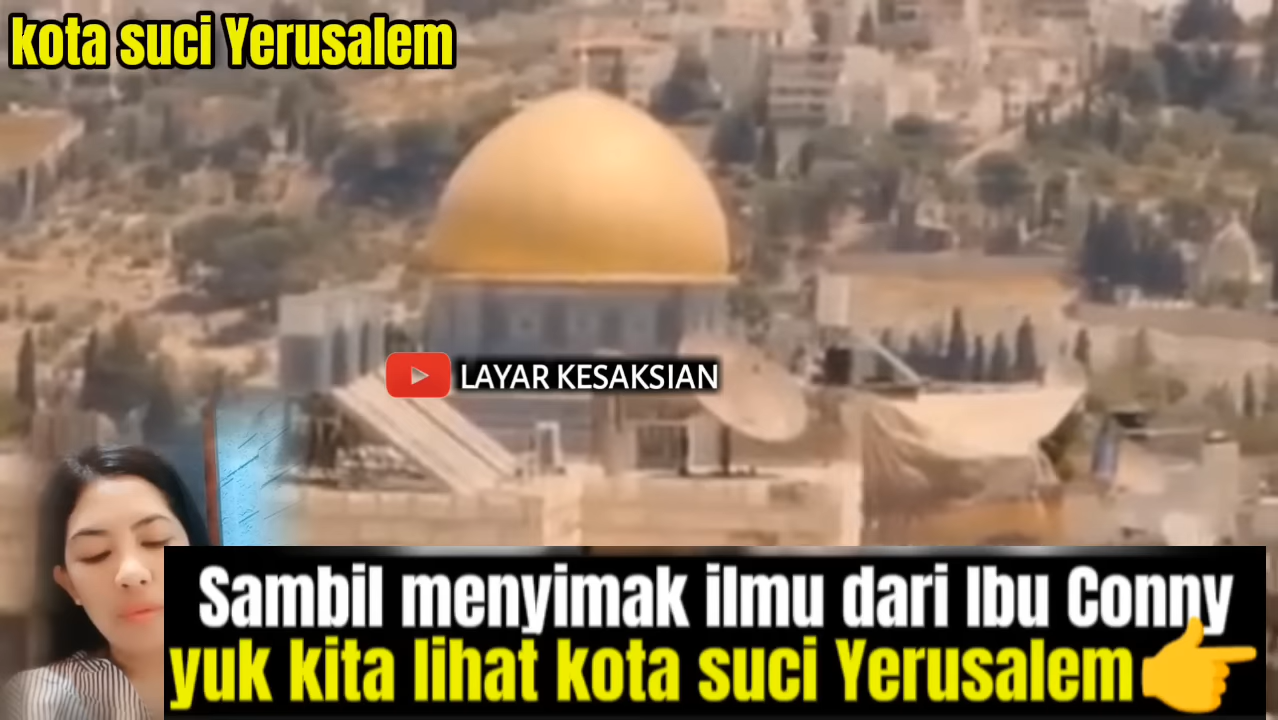 kota suci Yerusalem
LAYAR KESAKSIAN
Sambil menyimak ilmu dari Ibu Conny
yuk kita lihat kota suci Yerusalem